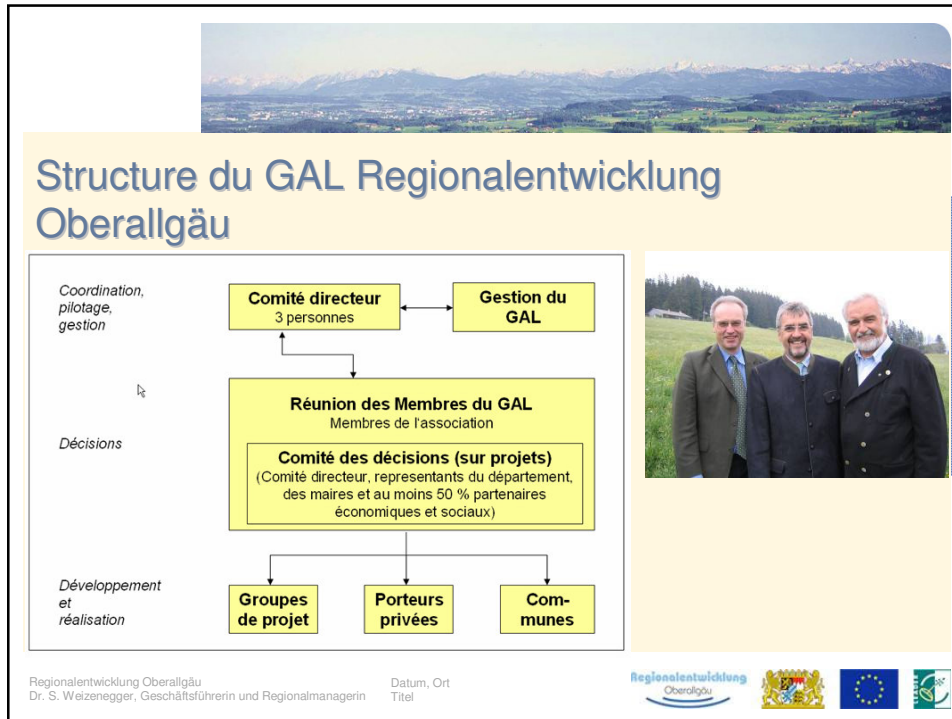 Structure du GAL Regionalentwicklung
Oberallgäu
Coordination,
pilotage,
gestion
Comité directeur
3 personnes
Gestion du
GAL
Décisions
Réunion des Membres du GAL
Membres de l'association
Comité des décisions (sur projets)
(Comité directeur, representants du département,
des maires et au moins 50 % partenaires
économiques et sociaux)
Développement
et
réalisation
Groupes
de projet
Porteurs
privées
Com-
munes
Regionalentwicklung Oberallgäu
Dr. S. Weizenegger, Geschäftsführerin und Regionalmanagerin
Datum, Ort
Titel
Regionalentwicklung
Oberallgäu